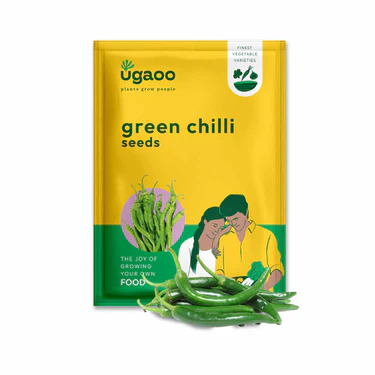 ugaoo
plants grow people
FINEST
VEGETABLE
VARIETIES
green chilli
seeds
THE JOY OF
GROWING
YOUR OWN
FOOD